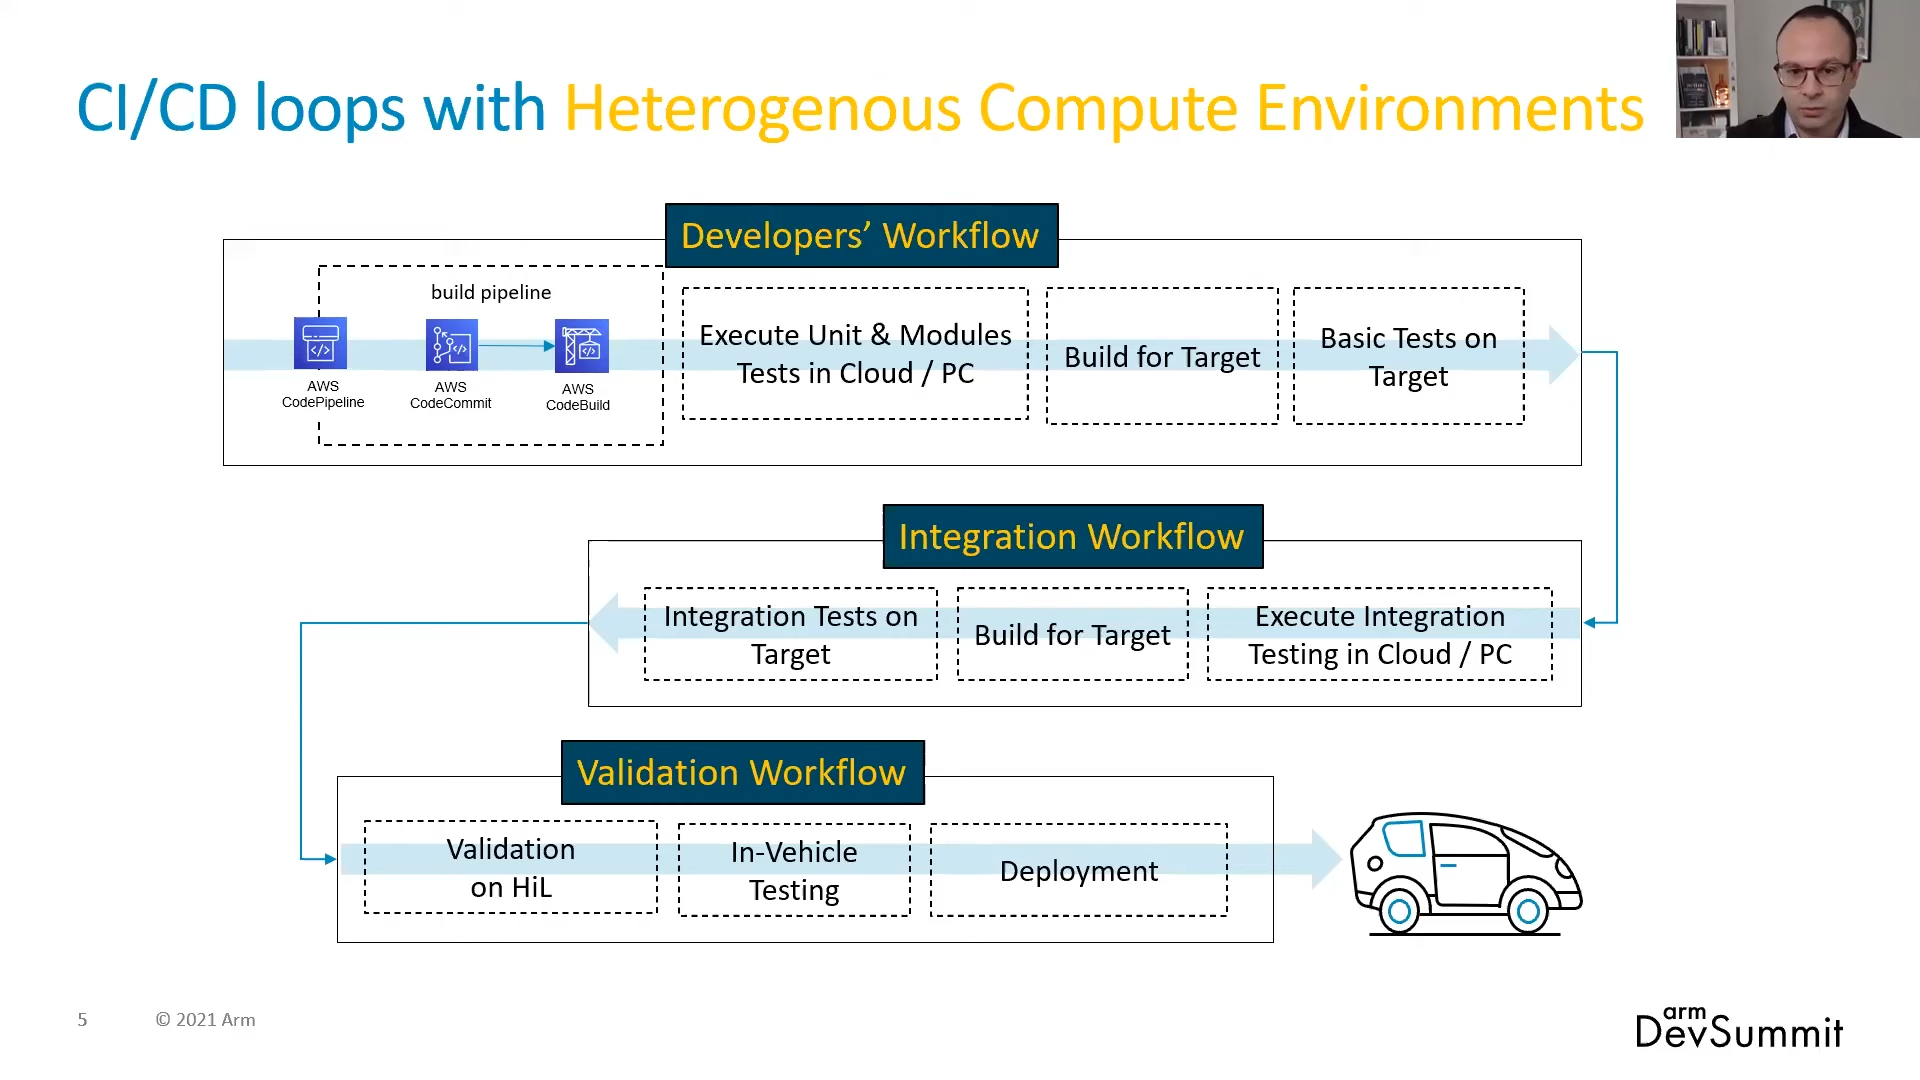 CI/CD loops with Heterogenous Compute Environments
Developers’ Workflow
build pipeline
AWS
CodePipeline
AWS
CodeCommit
AWS
CodeBuild
Execute Unit & Modules
Tests in Cloud / PC
Build for Target
Basic Tests on
Target
Integration Workflow
Integration Tests on
Target
Build for Target
Execute Integration
Testing in Cloud / PC
Validation Workflow
Validation
on HiL
In-Vehicle
Testing
Deployment
5
© 2021 Arm
arm
DevSummit